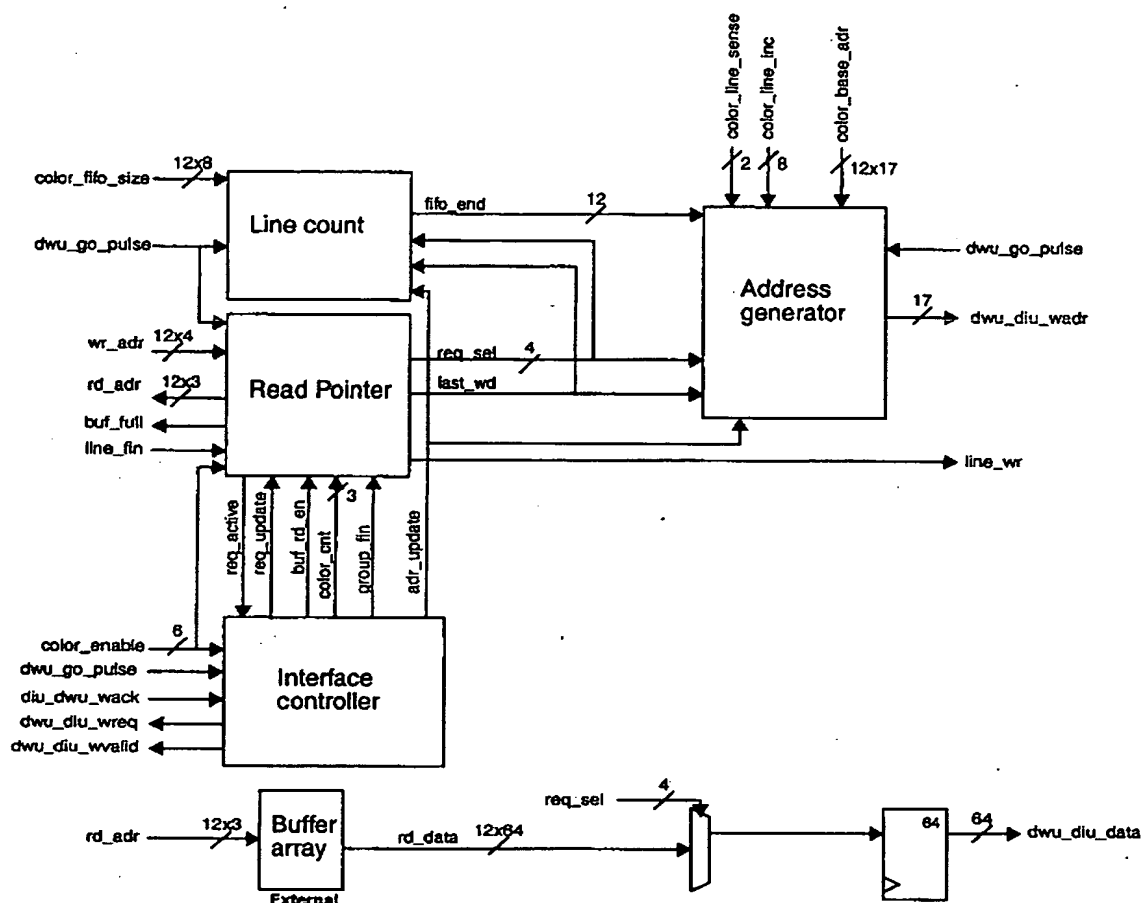 color_line_sense
color_line_inc
color_base_adr
2
8
12x17
color_fifo_size
12x8
Line count
fifo_end
12
dwu_go_pulse
dwu_go_pulse
Address
generator
17
dwu_diu_wadr
wr_adr
12x4
rd_adr
12x3
buf_full
line_fin
Read Pointer
req_sel
4
last_wd
line_wr
req_active
req_update
buf_rd_en
color_cnt
3
group_fin
adr_update
color_enable
6
dwu_go_pulse
diu_dwu_wack
dwu_diu_wreq
dwu_diu_wvalid
Interface
controller
req_sel
4
rd_adr
12x3
Buffer
array
External
rd_data
12x64
64
64
dwu_diu_data